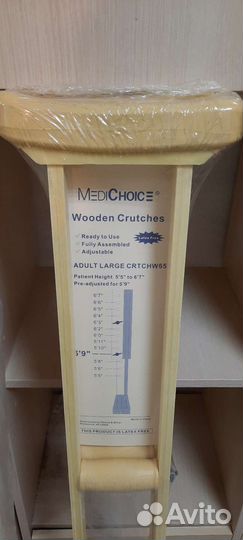 MEDICHOICE®
Wooden Crutches
✓ Ready to Use
✓ Fully Assembled
✓ Adjustable
Latex Free
ADULT LARGE CRTCHW65
Patient Height: 5'5" to 6'7"
Pre-adjusted for 5'9"
6'7"
6'6"
6'5"
6'4"
6'3"
6'2"
6'1"
6'0"
5'11"
5'10"
5'9"
5'8"
5'7"
5'6"
5'5"
THIS PRODUCT IS LATEX FREE
Avito